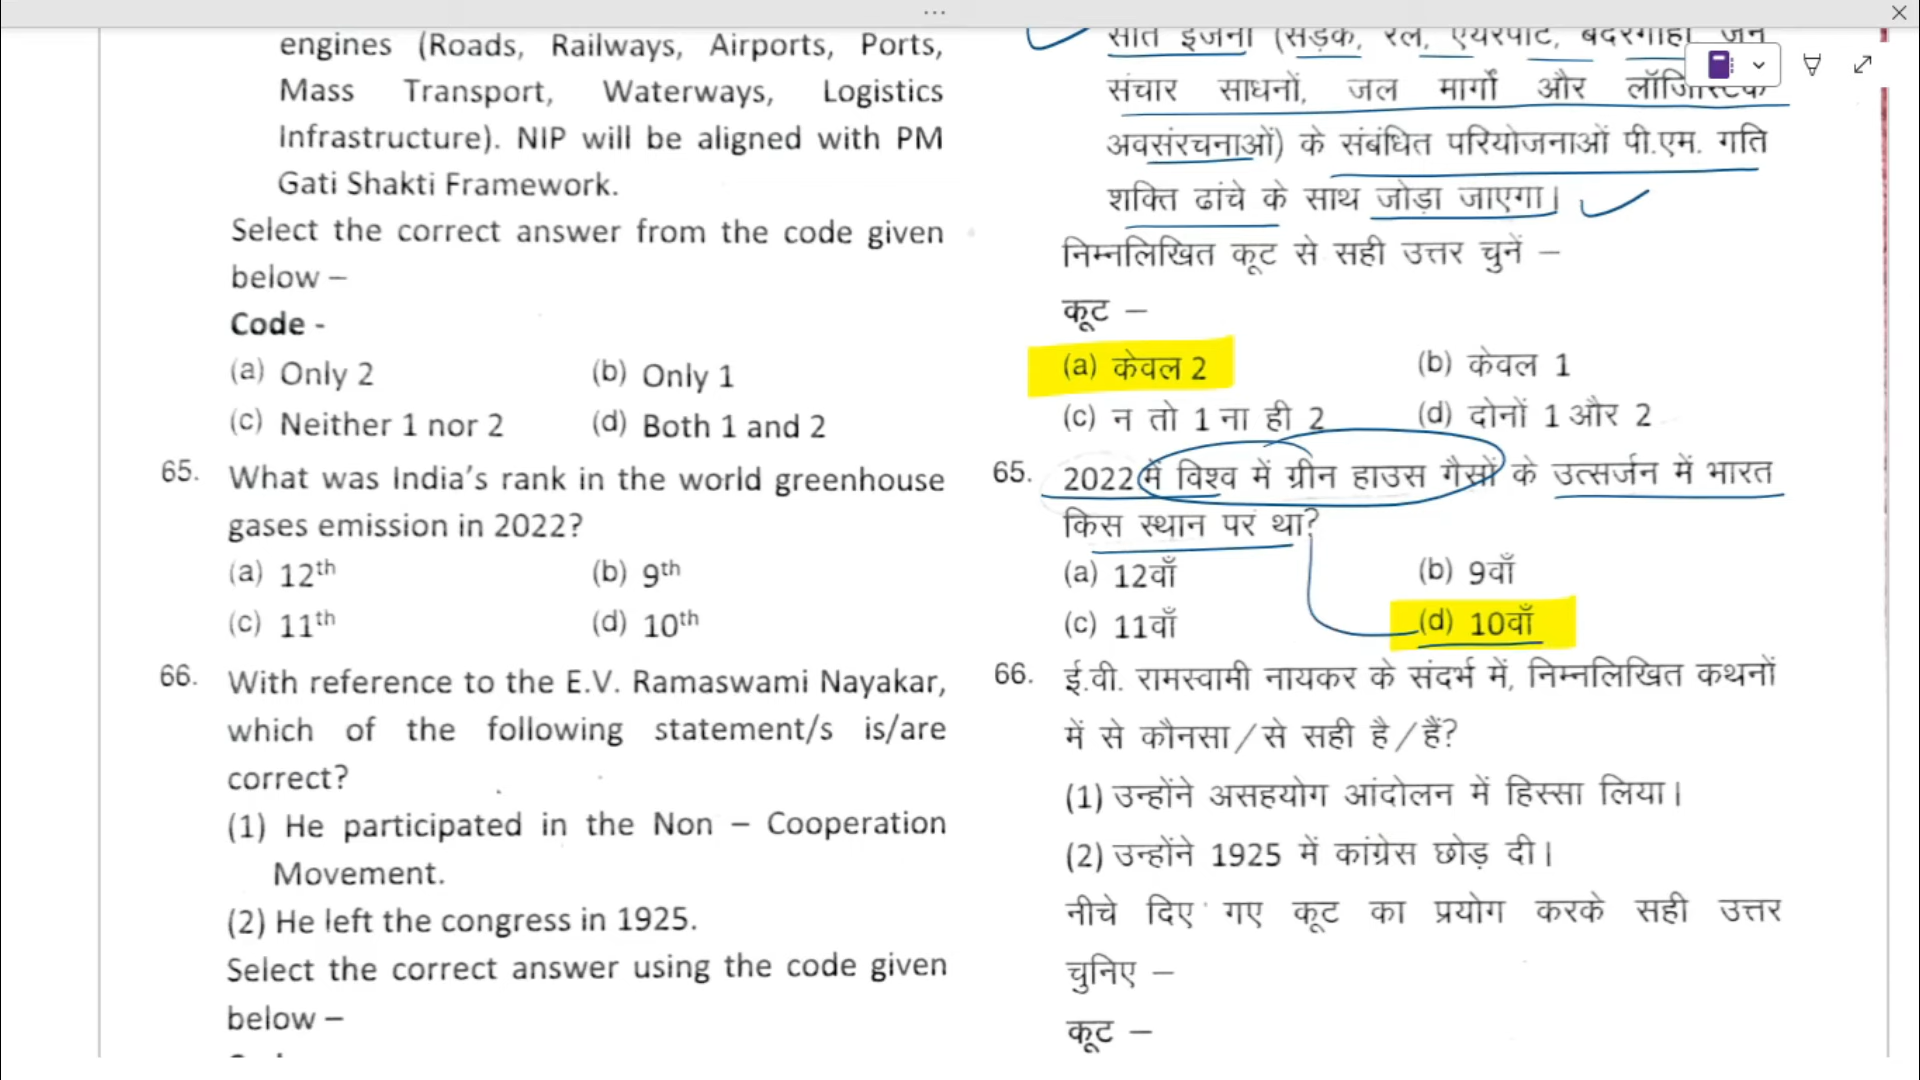 engines (Roads, Railways, Airports, Ports,
Mass Transport, Waterways, Logistics
Infrastructure). NIP will be aligned with PM
Gati Shakti Framework.
Select the correct answer from the code given
below –
Code -
(a) Only 2 (b) Only 1
(c) Neither 1 nor 2 (d) Both 1 and 2
65. What was India's rank in the world greenhouse
gases emission in 2022?
(a) 12th (b) 9th
(c) 11th (d) 10th
66. With reference to the E.V. Ramaswami Nayakar,
which of the following statement/s is/are
correct?
(1) He participated in the Non – Cooperation
Movement.
(2) He left the congress in 1925.
Select the correct answer using the code given
below –
(सड़क, रेल, एयरपोर्ट,
संचार साधनों, जल मार्गों और
अवसंरचनाओं) के संबंधित परियोजनाओं पी.एम. गति
शक्ति ढांचे के साथ जोड़ा जाएगा।
निम्नलिखित कूट से सही उत्तर चुनें –
कूट –
(a) केवल 2 (b) केवल 1
(c) न तो 1 ना ही 2 (d) दोनों 1 और 2
65. 2022 में विश्व में ग्रीन हाउस गैसों के उत्सर्जन में भारत
किस स्थान पर था?
(a) 12वाँ (b) 9वाँ
(c) 11वाँ (d) 10वाँ
66. ई.वी. रामस्वामी नायकर के संदर्भ में, निम्नलिखित कथनों
में से कौनसा/से सही है/हैं?
(1) उन्होंने असहयोग आंदोलन में हिस्सा लिया।
(2) उन्होंने 1925 में कांग्रेस छोड़ दी।
नीचे दिए गए कूट का प्रयोग करके सही उत्तर
चुनिए –
कूट –